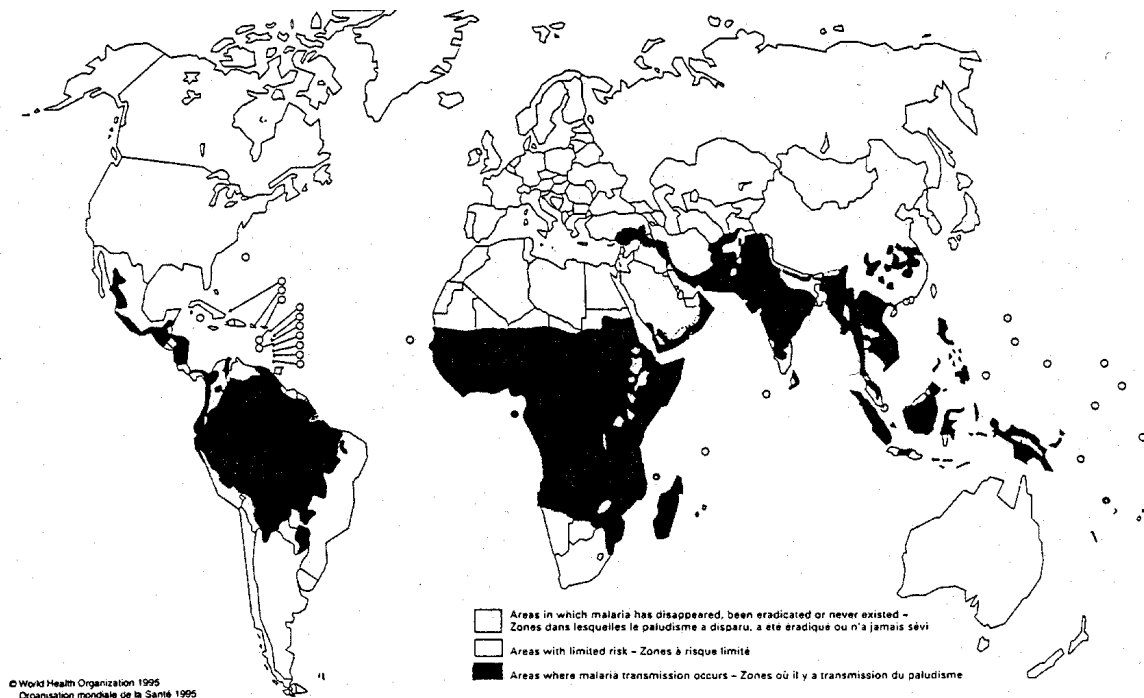 Areas in which malaria has disappeared, been eradicated or never existed –
Zones dans lesquelles le paludisme a disparu, a été éradiqué ou n'a jamais sévi
Areas with limited risk – Zones à risque limité
Areas where malaria transmission occurs – Zones où il y a transmission du paludisme
© World Health Organization 1995
Organisation mondiale de la Santé 1995